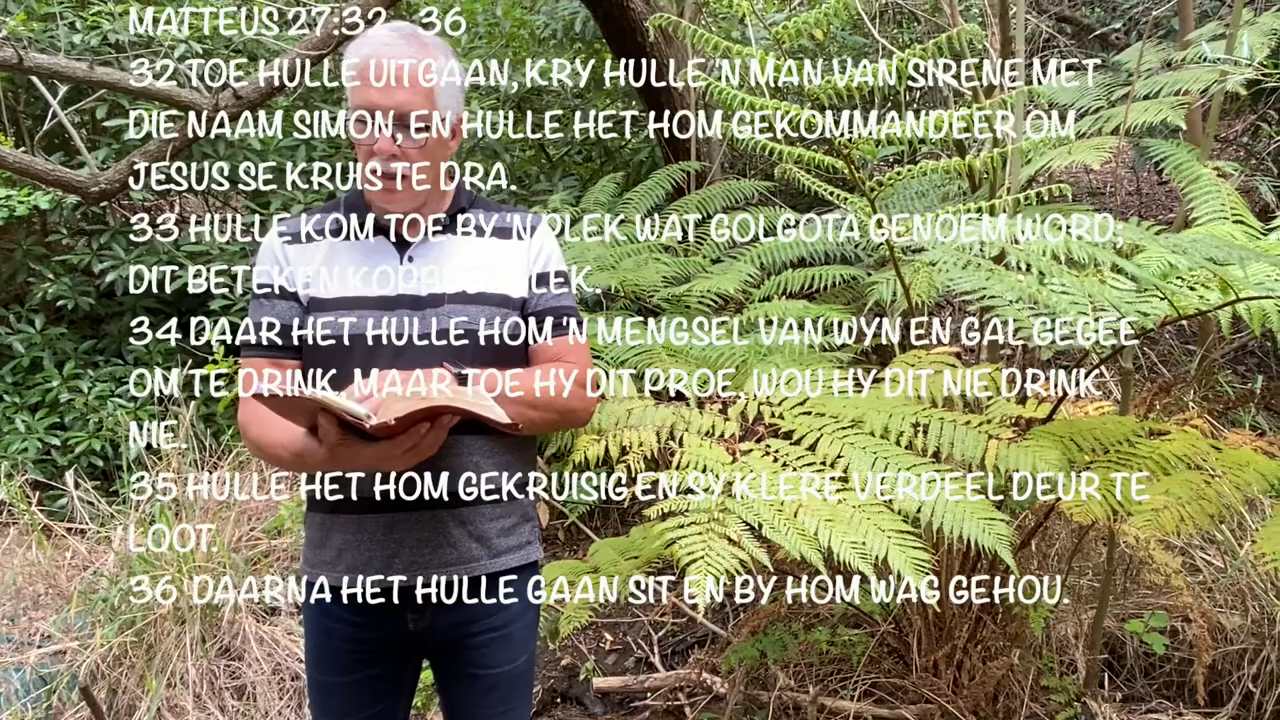 MATTEUS 27:32 - 36
32 TOE HULLE UITGAAN, KRY HULLE 'N MAN VAN SIRENE MET
DIE NAAM SIMON, EN HULLE HET HOM GEKOMMANDEER OM
JESUS SE KRUIS TE DRA.
33 HULLE KOM TOE BY 'N PLEK WAT GOLGOTA GENOEM WORD;
DIT BETEKEN KOPBEENPLEK.
34 DAAR HET HULLE HOM 'N MENGSEL VAN WYN EN GAL GEGEE
OM TE DRINK, MAAR TOE HY DIT PROE, WOU HY DIT NIE DRINK
NIE.
35 HULLE HET HOM GEKRUISIG EN SY KLERE VERDEEL DEUR TE
LOOT.
36 DAARNA HET HULLE GAAN SIT EN BY HOM WAG GEHOU.